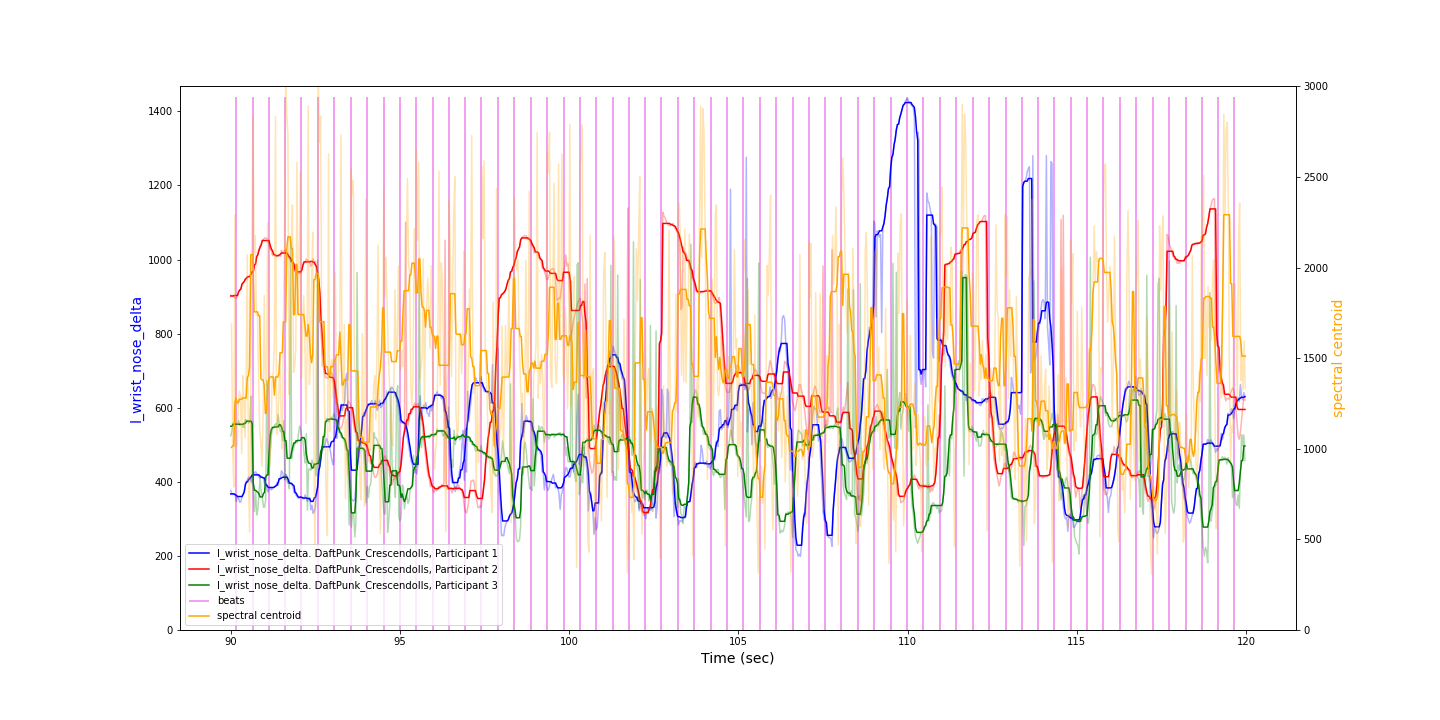 1400
1200
1000
800
600
400
200
0
l_wrist_nose_delta
3000
2500
2000
1500
1000
500
0
spectral centroid
l_wrist_nose_delta. DaftPunk_Crescendolls, Participant 1
l_wrist_nose_delta. DaftPunk_Crescendolls, Participant 2
l_wrist_nose_delta. DaftPunk_Crescendolls, Participant 3
beats
spectral centroid
90 95 100 105 110 115 120
Time (sec)